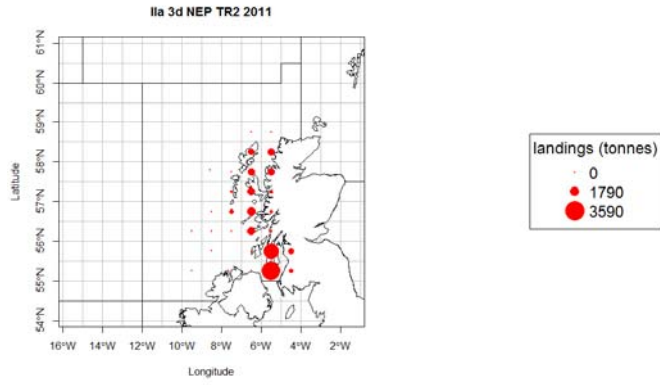 IIa 3d NEP TR2 2011
61°N
60°N
59°N
58°N
57°N
56°N
55°N
54°N
Latitude
16°W 14°W 12°W 10°W 8°W 6°W 4°W 2°W
Longitude
landings (tonnes)
0
1790
3590